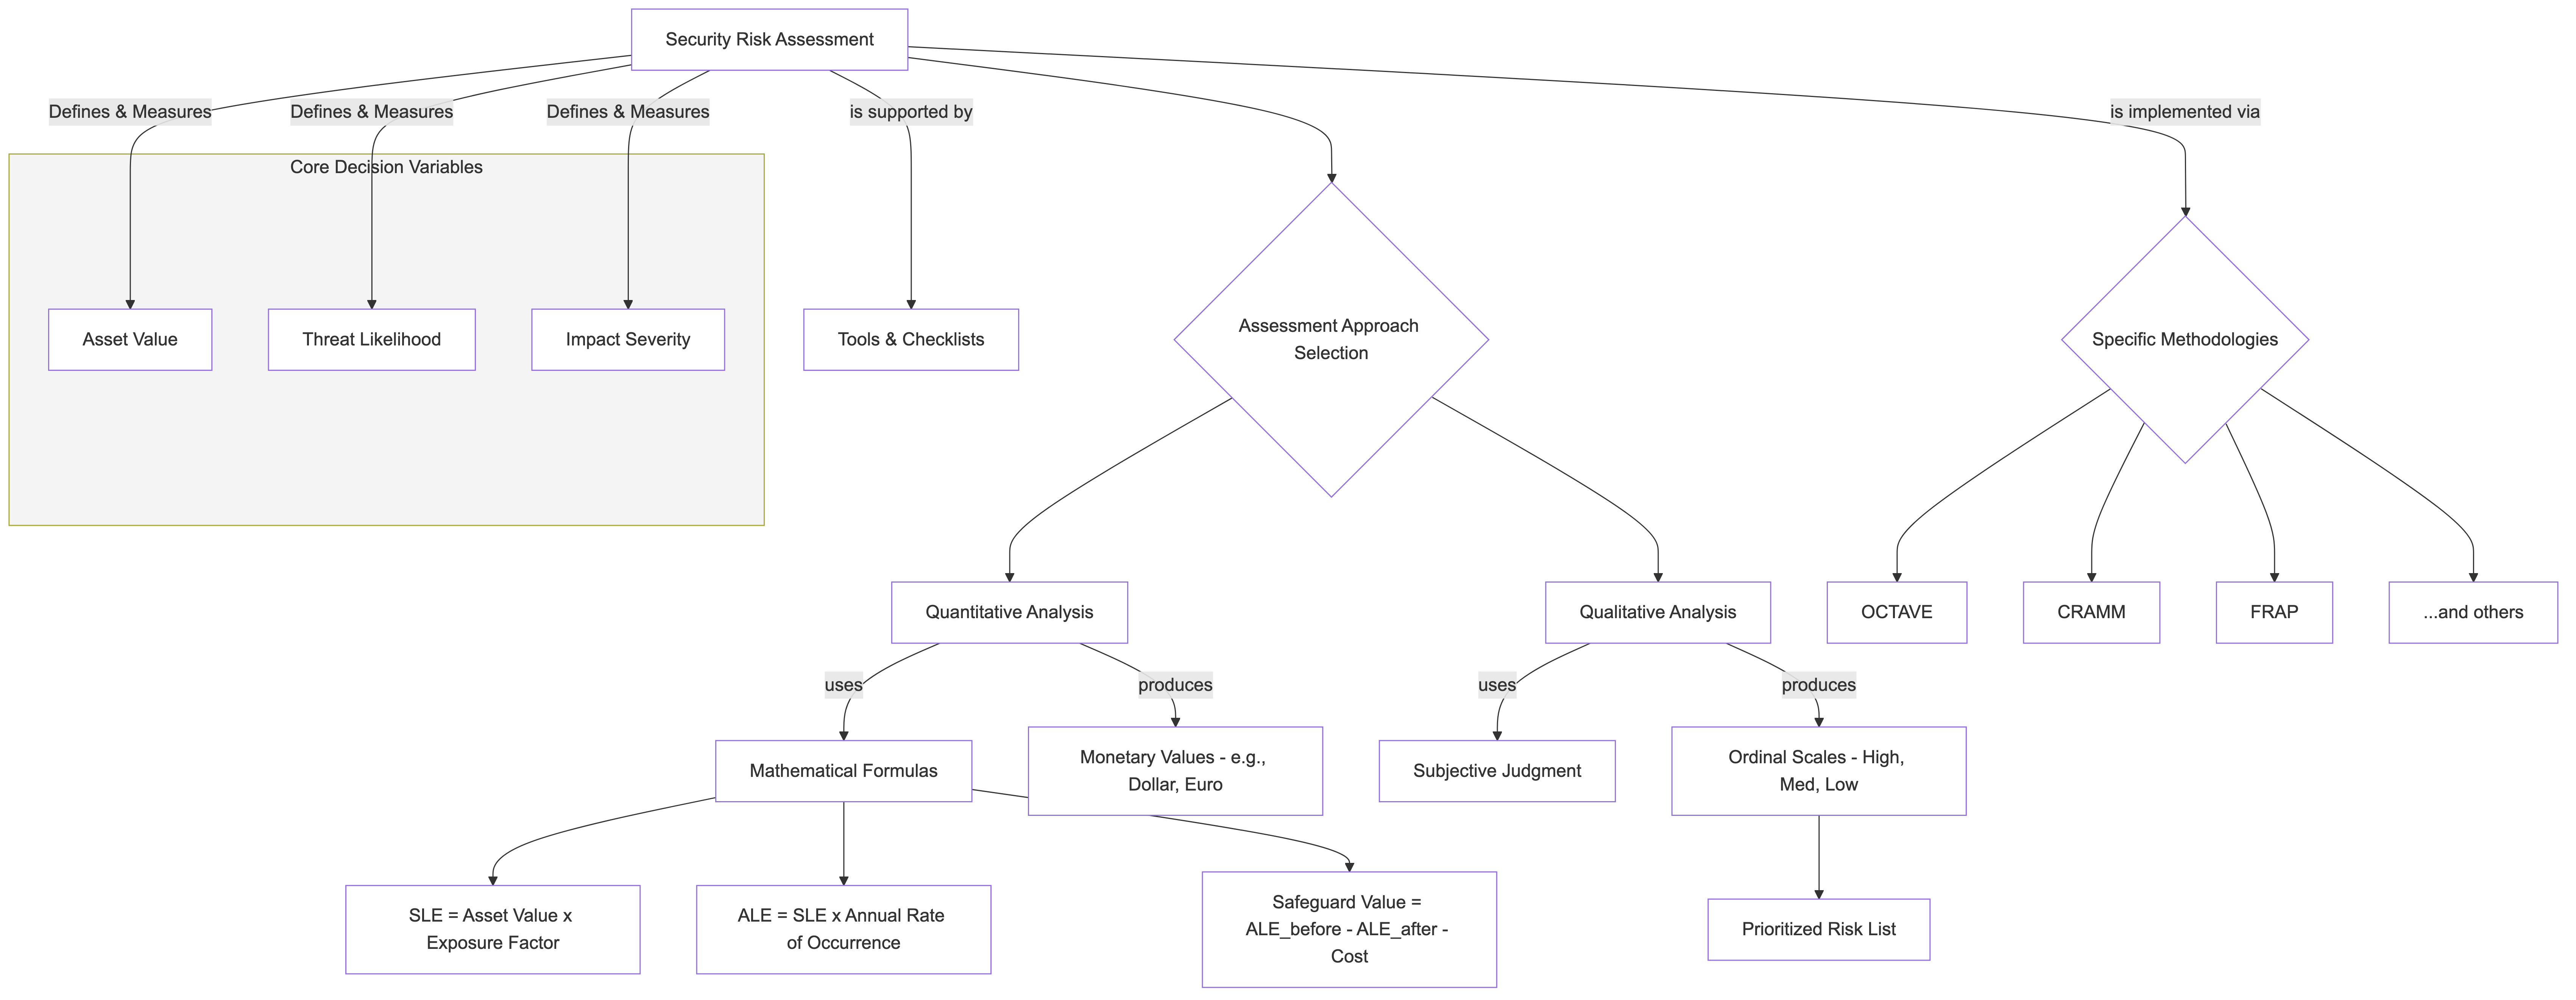 Security Risk Assessment
Defines & Measures
Defines & Measures
Defines & Measures
is supported by
is implemented via
Core Decision Variables
Asset Value
Threat Likelihood
Impact Severity
Tools & Checklists
Assessment Approach
Selection
Specific Methodologies
Quantitative Analysis
Qualitative Analysis
OCTAVE
CRAMM
FRAP
...and others
uses
produces
uses
produces
Mathematical Formulas
Monetary Values - e.g.,
Dollar, Euro
Subjective Judgment
Ordinal Scales - High,
Med, Low
SLE = Asset Value x
Exposure Factor
ALE = SLE x Annual Rate
of Occurrence
Safeguard Value =
ALE_before - ALE_after -
Cost
Prioritized Risk List